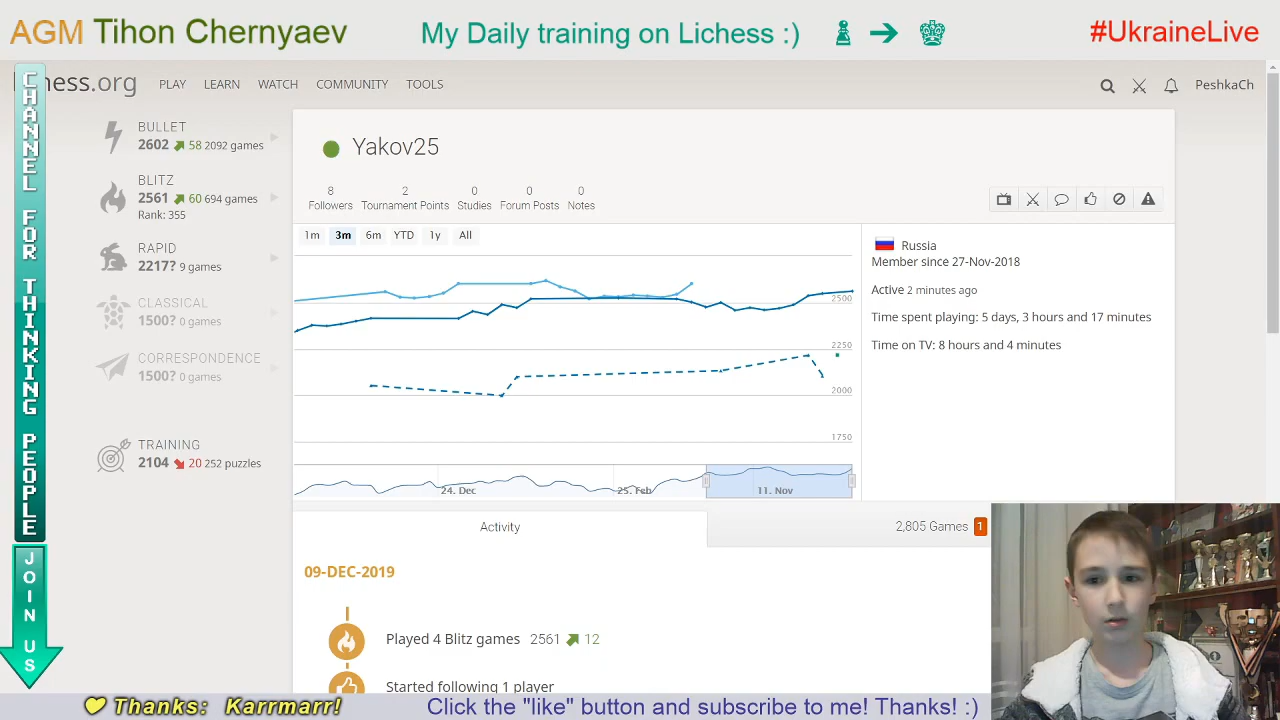 AGM Tihon Chernyaev
My Daily training on Lichess :)
#UkraineLive
CHANNEL FOR THINKING PEOPLE
JOIN US
hess.org
PLAY LEARN WATCH COMMUNITY TOOLS
PeshkaCh
BULLET
2602 58 2092 games
BLITZ
2561 60 694 games
Rank: 355
RAPID
2217? 9 games
CLASSICAL
1500? 0 games
CORRESPONDENCE
1500? 0 games
TRAINING
2104 20 252 puzzles
Yakov25
8 2 0 0 0
Followers Tournament Points Studies Forum Posts Notes
1m 3m 6m YTD 1y All
2500
2250
2000
1750
24. Dec 25. Feb 11. Nov
Russia
Member since 27-Nov-2018
Active 2 minutes ago
Time spent playing: 5 days, 3 hours and 17 minutes
Time on TV: 8 hours and 4 minutes
Activity
2,805 Games 1
09-DEC-2019
Played 4 Blitz games 2561 12
Started following 1 player
Thanks: Karrmarr!
Click the "like" button and subscribe to me! Thanks! :)